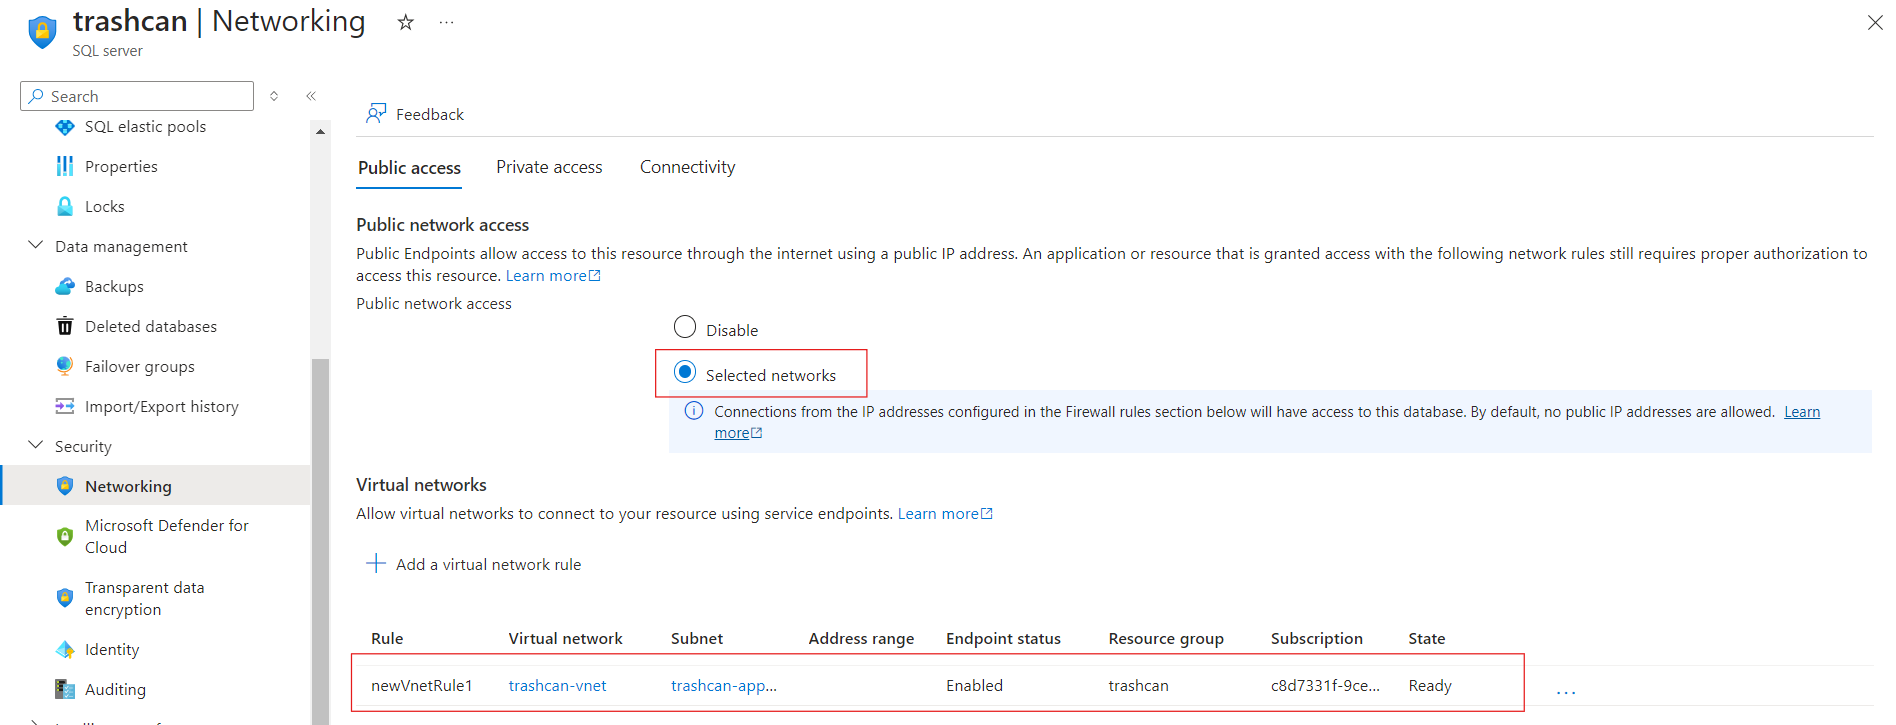 trashcan | Networking
SQL server
Search
SQL elastic pools
Properties
Locks
Data management
Backups
Deleted databases
Failover groups
Import/Export history
Security
Networking
Microsoft Defender for
Cloud
Transparent data
encryption
Identity
Auditing
Feedback
Public access Private access Connectivity
Public network access
Public Endpoints allow access to this resource through the internet using a public IP address. An application or resource that is granted access with the following network rules still requires proper authorization to
access this resource. Learn more
Public network access
Disable
Selected networks
Connections from the IP addresses configured in the Firewall rules section below will have access to this database. By default, no public IP addresses are allowed. Learn
more
Virtual networks
Allow virtual networks to connect to your resource using service endpoints. Learn more
Add a virtual network rule
Rule Virtual network Subnet Address range Endpoint status Resource group Subscription State
newVnetRule1 trashcan-vnet trashcan-app... Enabled trashcan c8d7331f-9ce... Ready ...